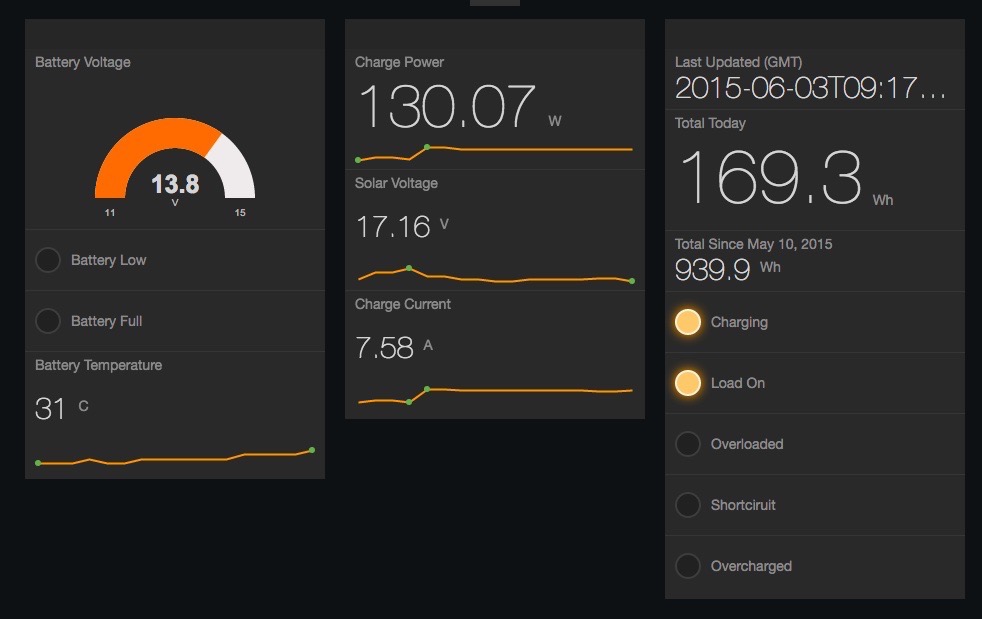 Battery Voltage
13.8
V
11 15
Battery Low
Battery Full
Battery Temperature
31 C
Charge Power
130.07 W
Solar Voltage
17.16 V
Charge Current
7.58 A
Last Updated (GMT)
2015-06-03T09:17...
Total Today
169.3 Wh
Total Since May 10, 2015
939.9 Wh
Charging
Load On
Overloaded
Shortciruit
Overcharged